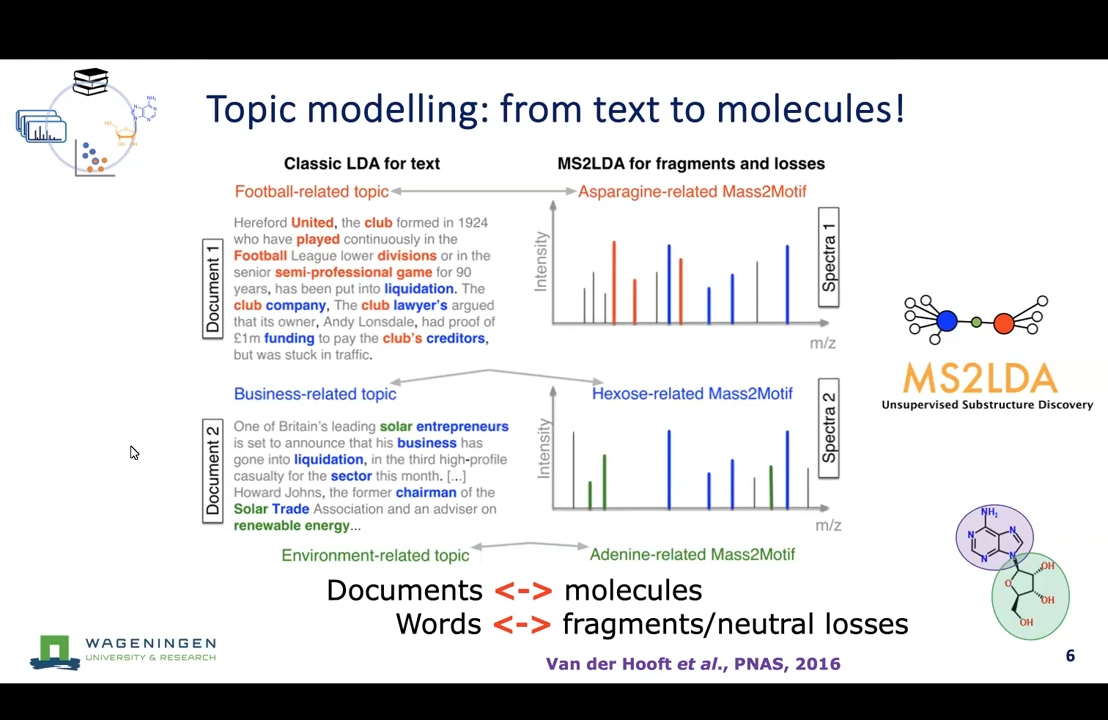 Topic modelling: from text to molecules!
Classic LDA for text
MS2LDA for fragments and losses
Football-related topic
Asparagine-related Mass2Motif
Document 1
Hereford United, the club formed in 1924
who have played continuously in the
Football League lower divisions or in the
senior semi-professional game for 90
years, has been put into liquidation. The
club company, The club lawyer's argued
that its owner, Andy Lonsdale, had proof of
£1m funding to pay the club's creditors,
but was stuck in traffic.
Intensity
m/z
Spectra 1
Business-related topic
Hexose-related Mass2Motif
Document 2
One of Britain's leading solar entrepreneurs
is set to announce that his business has
gone into liquidation, in the third high-profile
casualty for the sector this month. [...]
Howard Johns, the former chairman of the
Solar Trade Association and an adviser on
renewable energy...
Intensity
m/z
Spectra 2
Environment-related topic
Adenine-related Mass2Motif
MS2LDA
Unsupervised Substructure Discovery
NH₂
N
N
N
N
O
OH
OH
OH
Documents <-> molecules
Words <-> fragments/neutral losses
WAGENINGEN
UNIVERSITY & RESEARCH
Van der Hooft et al., PNAS, 2016
6